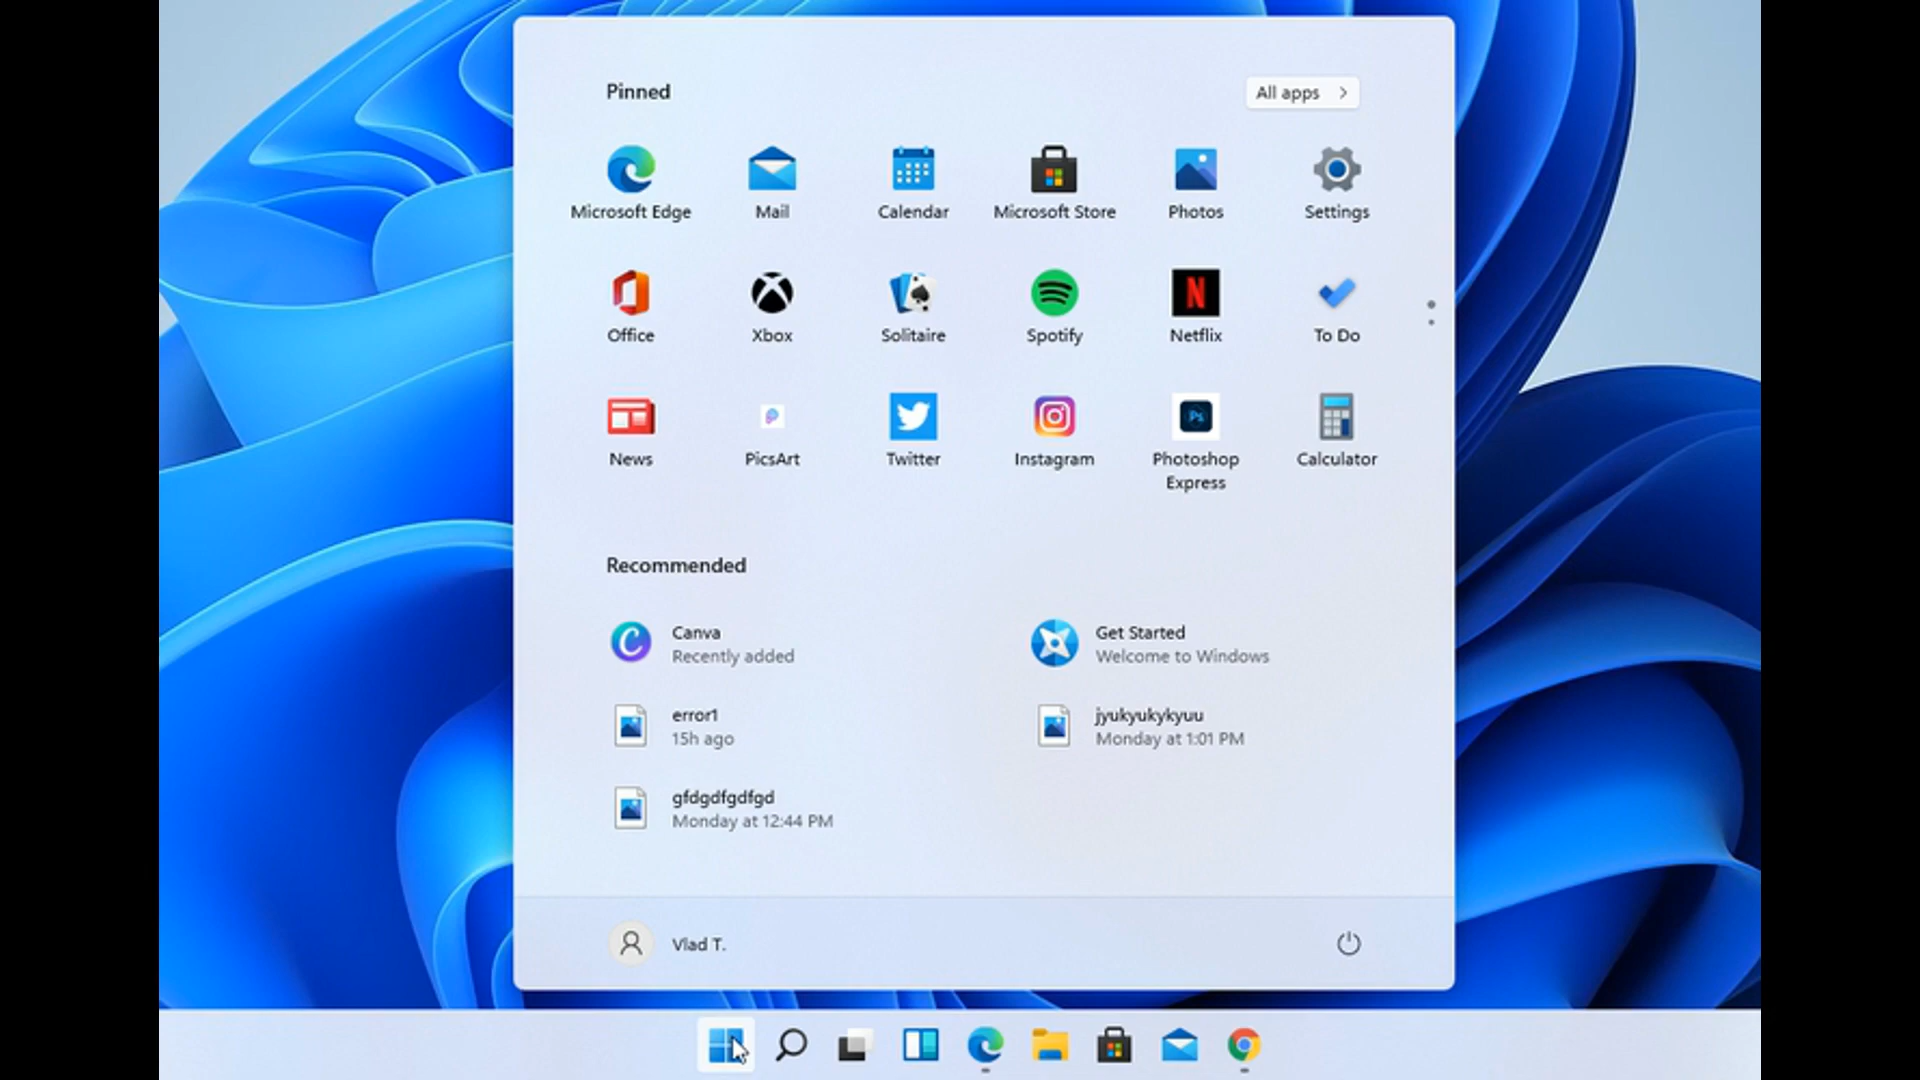 Pinned
All apps
Microsoft Edge
Mail
Calendar
Microsoft Store
Photos
Settings
Office
Xbox
Solitaire
Spotify
Netflix
To Do
News
PicsArt
Twitter
Instagram
Photoshop
Express
Calculator
Recommended
Canva
Recently added
Get Started
Welcome to Windows
error1
15h ago
jyukyukykyuu
Monday at 1:01 PM
gfdgdfgdfgd
Monday at 12:44 PM
Vlad T.